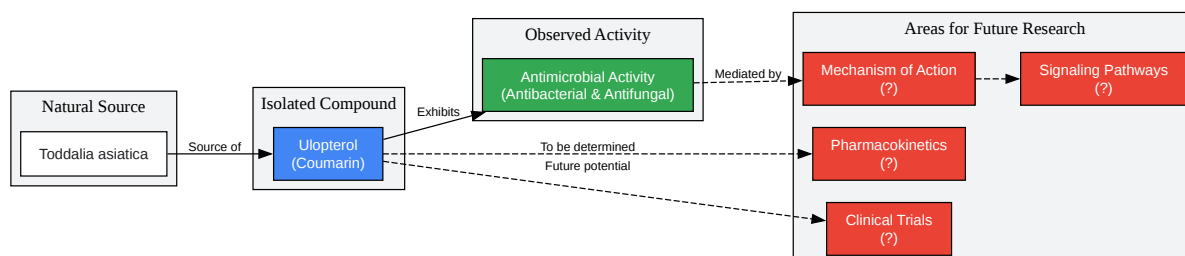 Natural Source
Toddalia asiatica
Source of
Isolated Compound
Ulopterol
(Coumarin)
Exhibits
Observed Activity
Antimicrobial Activity
(Antibacterial & Antifungal)
Mediated by
To be determined
Future potential
Areas for Future Research
Mechanism of Action
(?)
Signaling Pathways
(?)
Pharmacokinetics
(?)
Clinical Trials
(?)